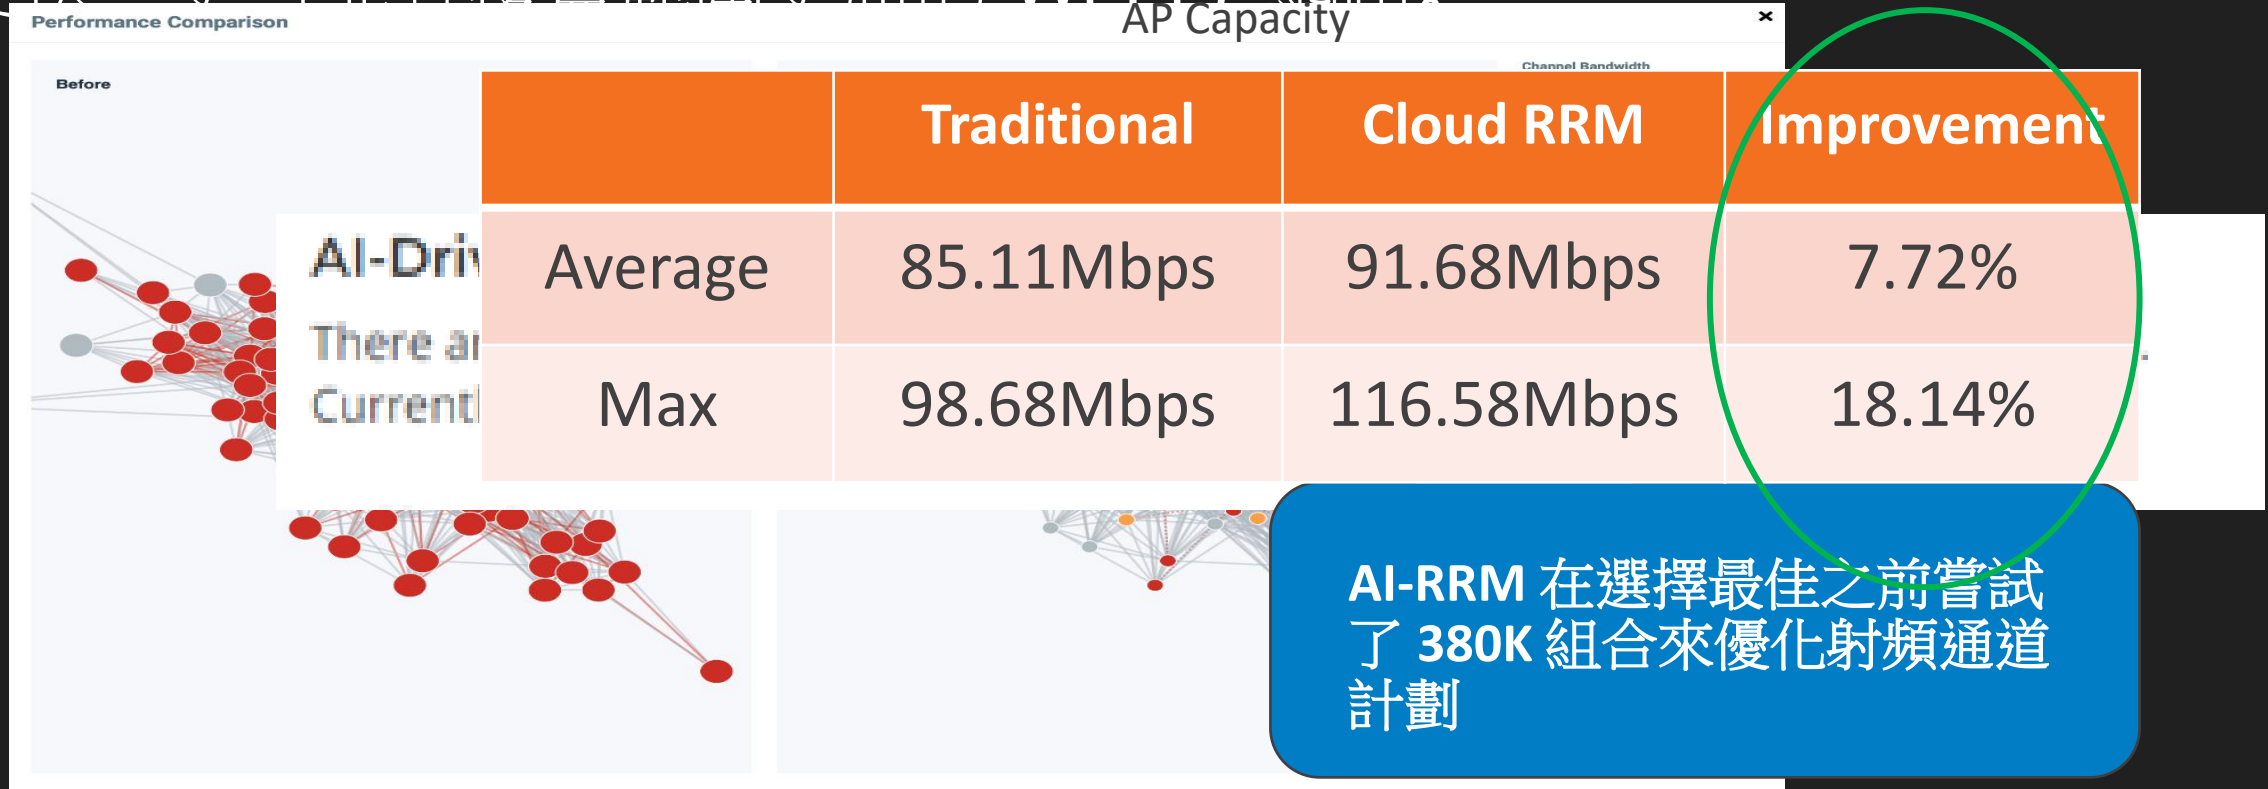 AP Capacity
Performance Comparison
×
Before
Channel Bandwidth
Traditional Cloud RRM Improvement
Average 85.11Mbps 91.68Mbps 7.72%
Max 98.68Mbps 116.58Mbps 18.14%
AI-Driv
There ar
Currentl
AI-RRM 在選擇最佳之前嘗試
了 380K 組合來優化射頻通道
計劃